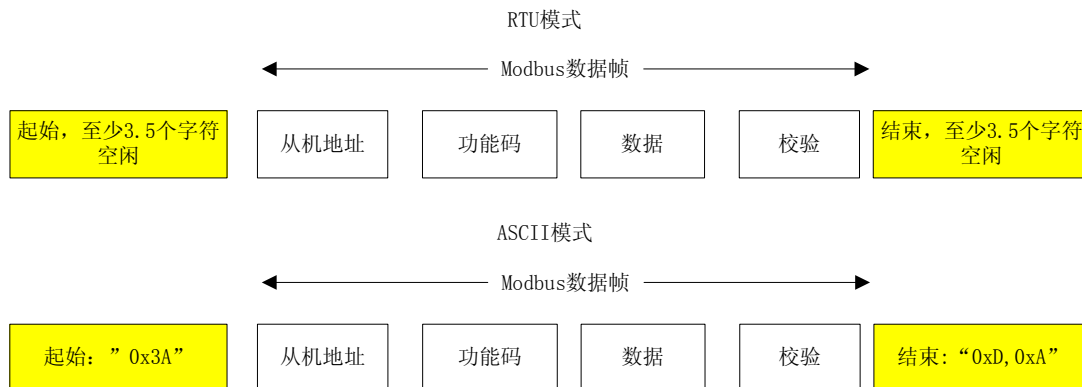 RTU模式
Modbus数据帧
起始，至少3.5个字符
空闲
从机地址
功能码
数据
校验
结束，至少3.5个字符
空闲
ASCII模式
Modbus数据帧
起始：”0x3A”
从机地址
功能码
数据
校验
结束:“0xD,0xA”